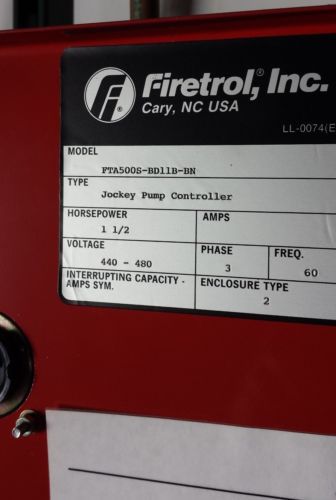 Firetrol,® Inc.
Cary, NC USA
LL-0074(E
MODEL
FTA500S-BD11B-BN
TYPE
Jockey Pump Controller
HORSEPOWER AMPS
1 1/2
VOLTAGE PHASE FREQ.
440 - 480 3 60
INTERRUPTING CAPACITY - ENCLOSURE TYPE
AMPS SYM. 2